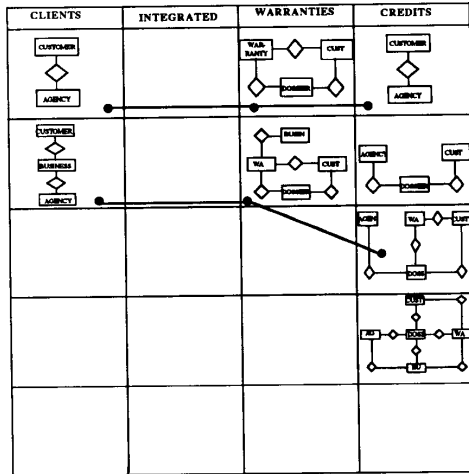 CLIENTS INTEGRATED WARRANTIES CREDITS
CUSTOMER
AGENCY
WAR-
RANTY
CUST
DOSSIER
CUSTOMER
AGENCY
CUSTOMER
BUSINESS
AGENCY
BUSIN
WA
CUST
DOSSIER
AGENCY
CUST
DOSSIER
AGEN
WA
CUST
DOSS
CUST
DOSS
WA
BU